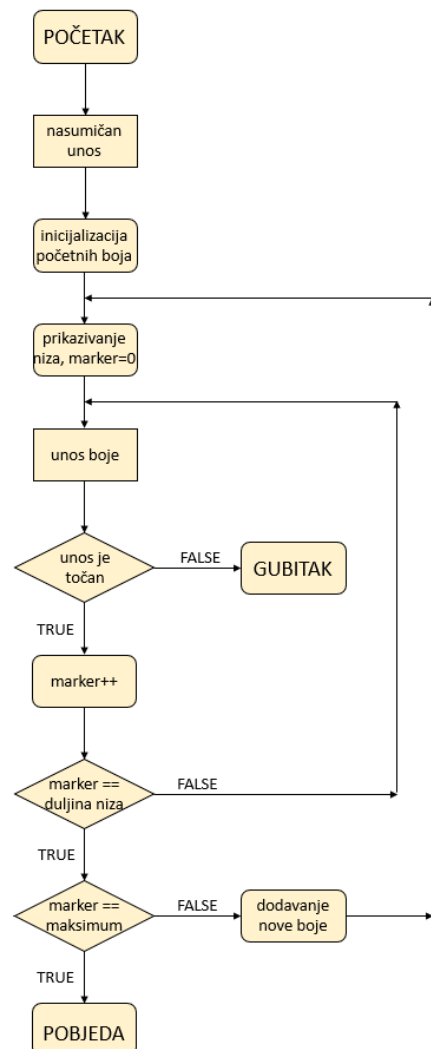 POČETAK
nasumičan
unos
inicijalizacija
početnih boja
prikazivanje
niza, marker=0
unos boje
unos je
točan
FALSE
GUBITAK
TRUE
marker++
marker ==
duljina niza
FALSE
TRUE
marker ==
maksimum
FALSE
dodavanje
nove boje
TRUE
POBJEDA